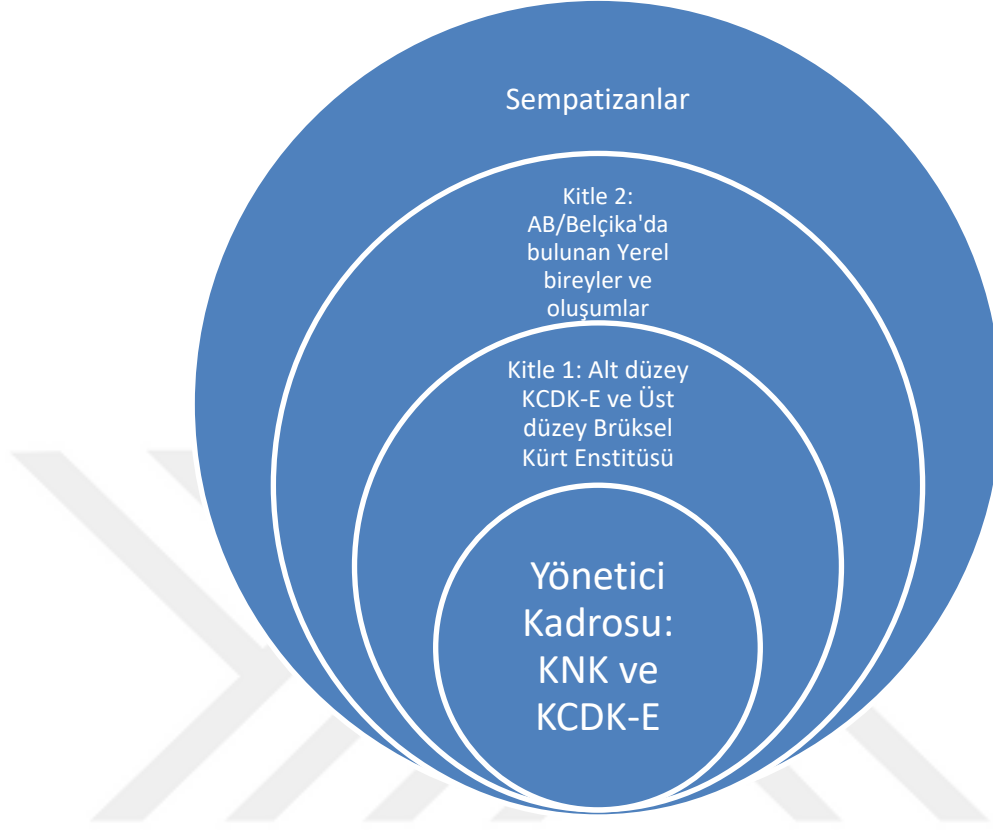 Sempatizanlar
Kitle 2:
AB/Belçika'da
bulunan Yerel
bireyler ve
oluşumlar
Kitle 1: Alt düzey
KCDK-E ve Üst
düzey Brüksel
Kürt Enstitüsü
Yönetici
Kadrosu:
KNK ve
KCDK-E